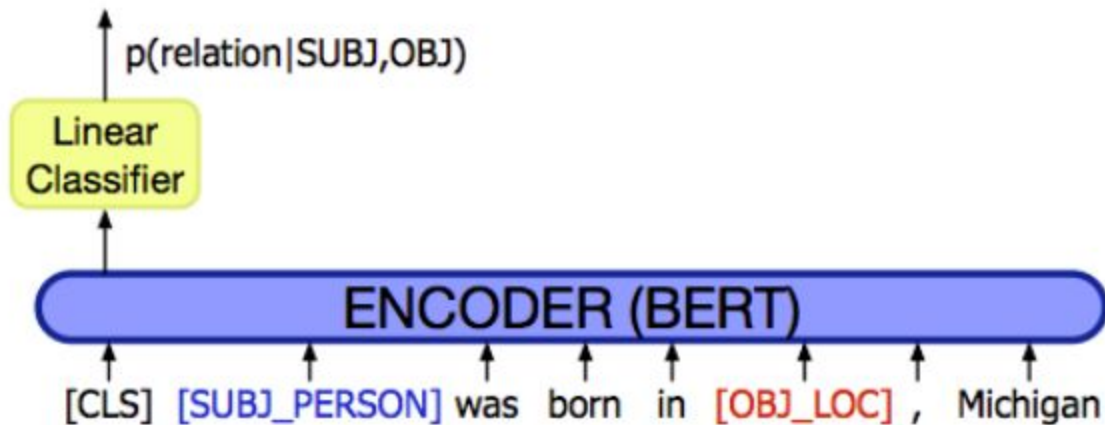 p(relation|SUBJ,OBJ)
Linear
Classifier
ENCODER (BERT)
[CLS] [SUBJ_PERSON] was born in [OBJ_LOC] , Michigan